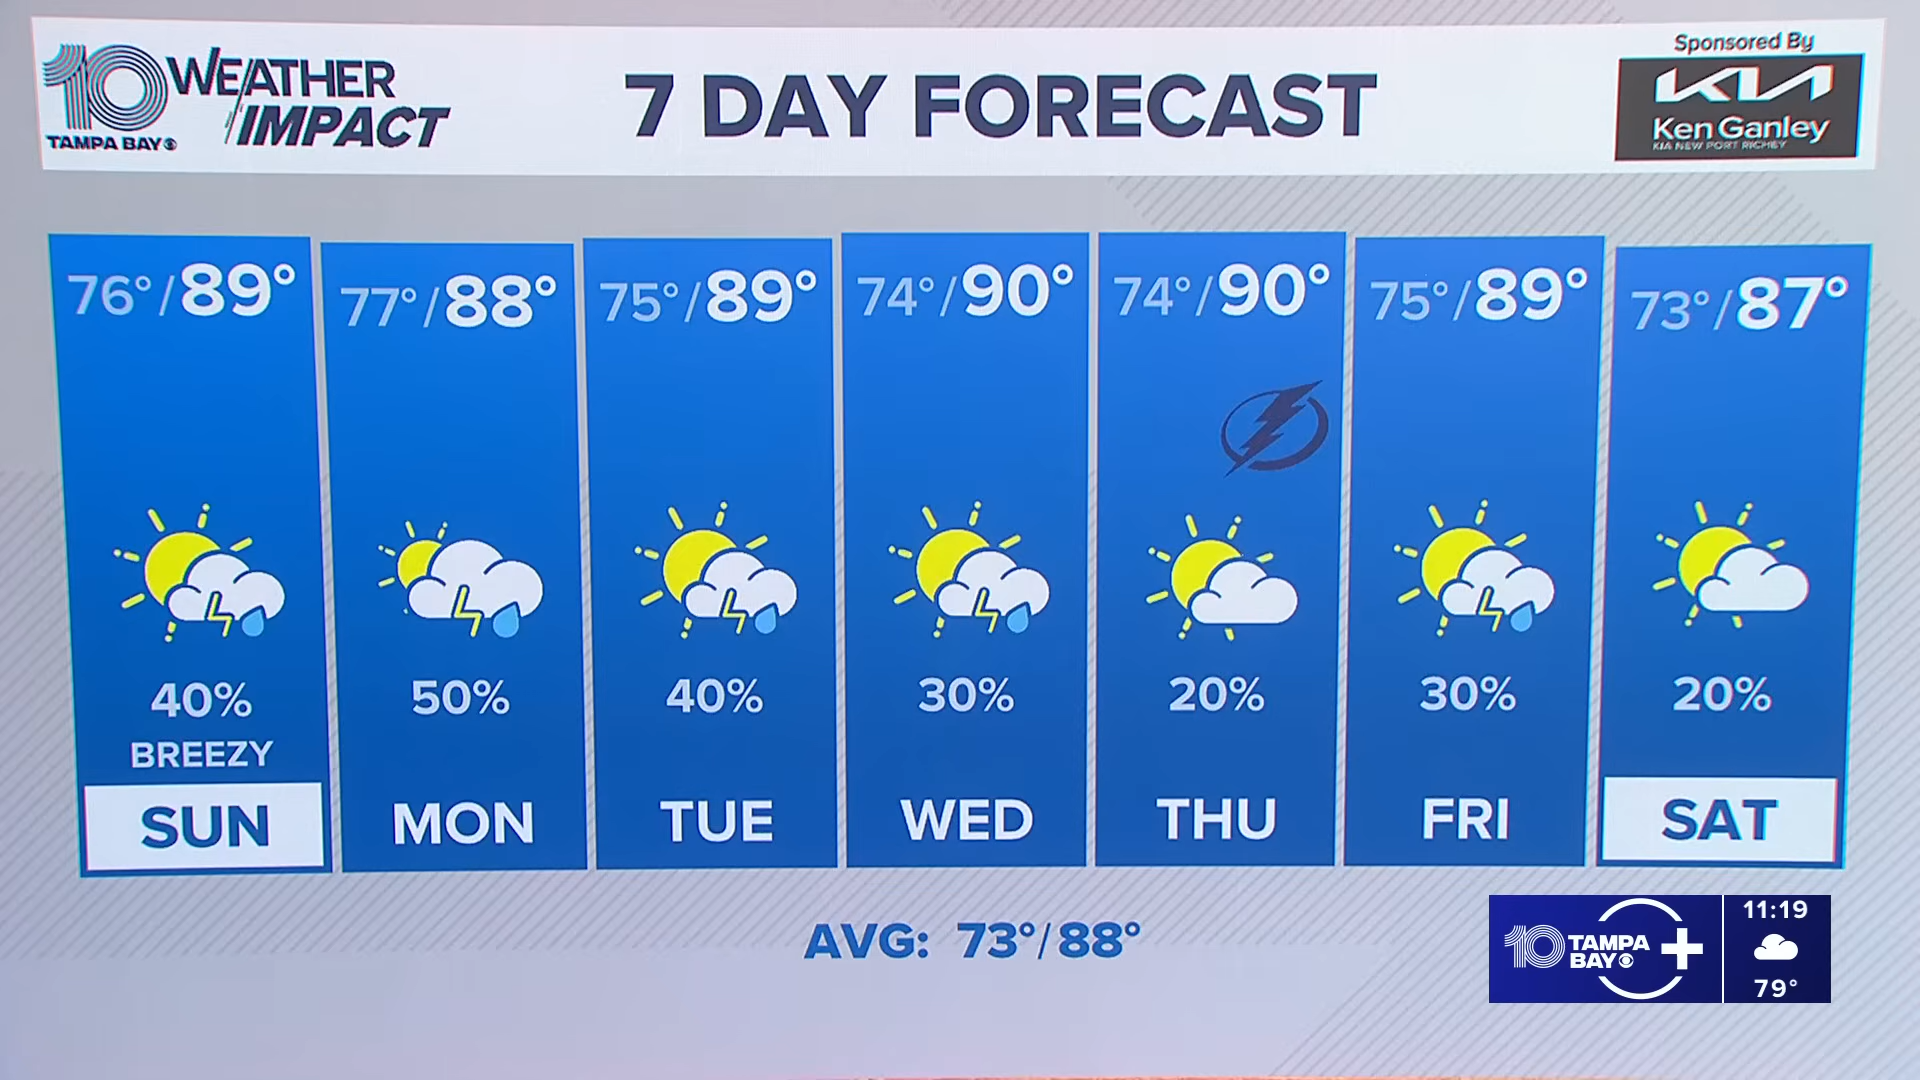 10
TAMPA BAY
WEATHER
IMPACT
7 DAY FORECAST
Sponsored By
KIA
Ken Ganley
KIA NEW PORT RICHEY
76°/89°
77°/88°
75°/89°
74°/90°
74°/90°
75°/89°
73°/87°
40%
50%
40%
30%
20%
30%
20%
BREEZY
SUN
MON
TUE
WED
THU
FRI
SAT
AVG: 73°/88°
10 TAMPA BAY +
11:19
79°